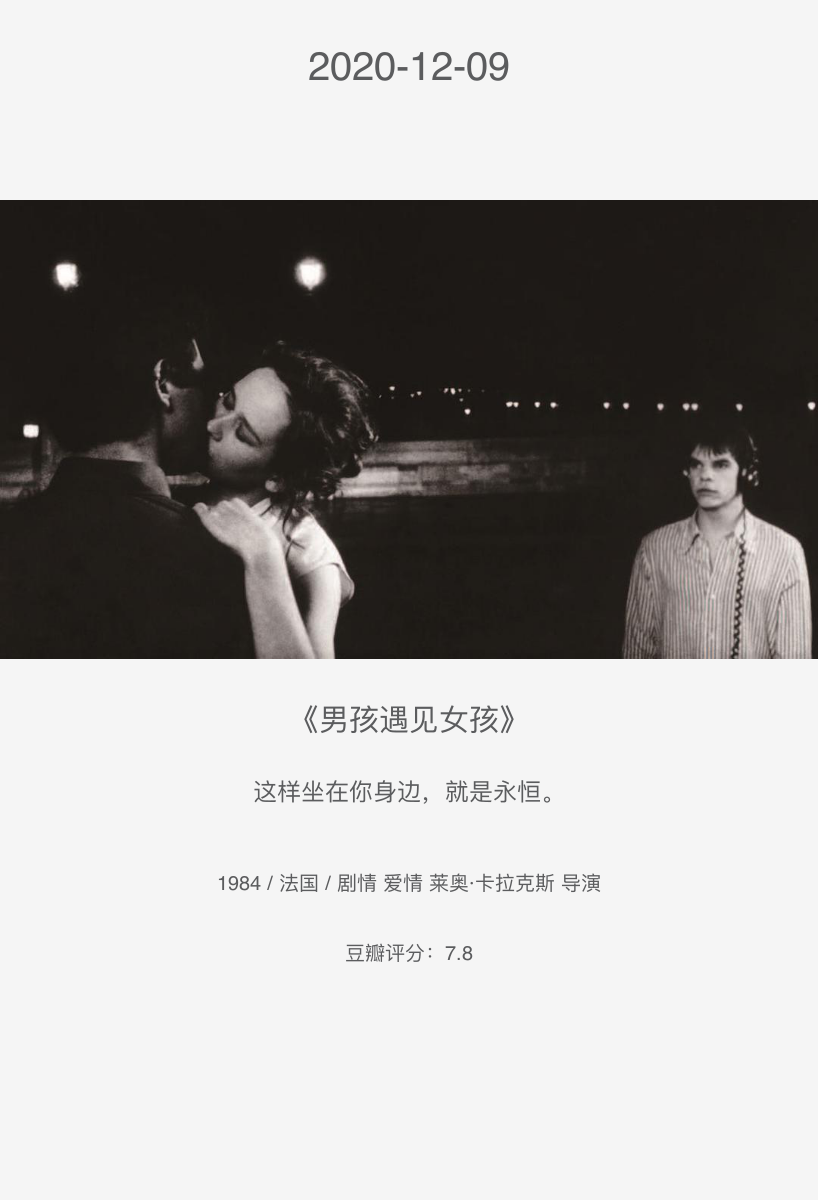 2020-12-09
《男孩遇见女孩》
这样坐在你身边，就是永恒。
1984 / 法国 / 剧情 爱情 莱奥·卡拉克斯 导演
豆瓣评分：7.8